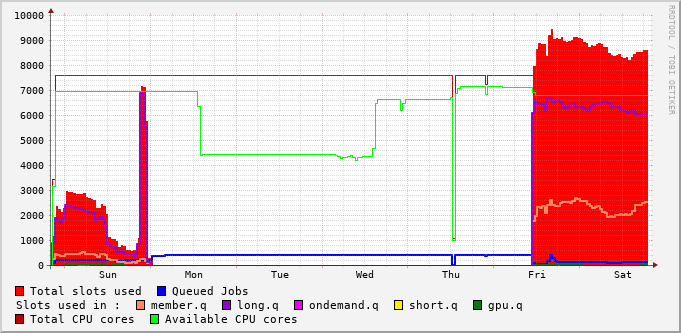 10000
9000
8000
7000
6000
5000
4000
3000
2000
1000
0
Sun Mon Tue Wed Thu Fri Sat
RRDTOOL / TOBI OETIKER
Total slots used Queued Jobs
Slots used in : member.q long.q ondemand.q short.q gpu.q
Total CPU cores Available CPU cores